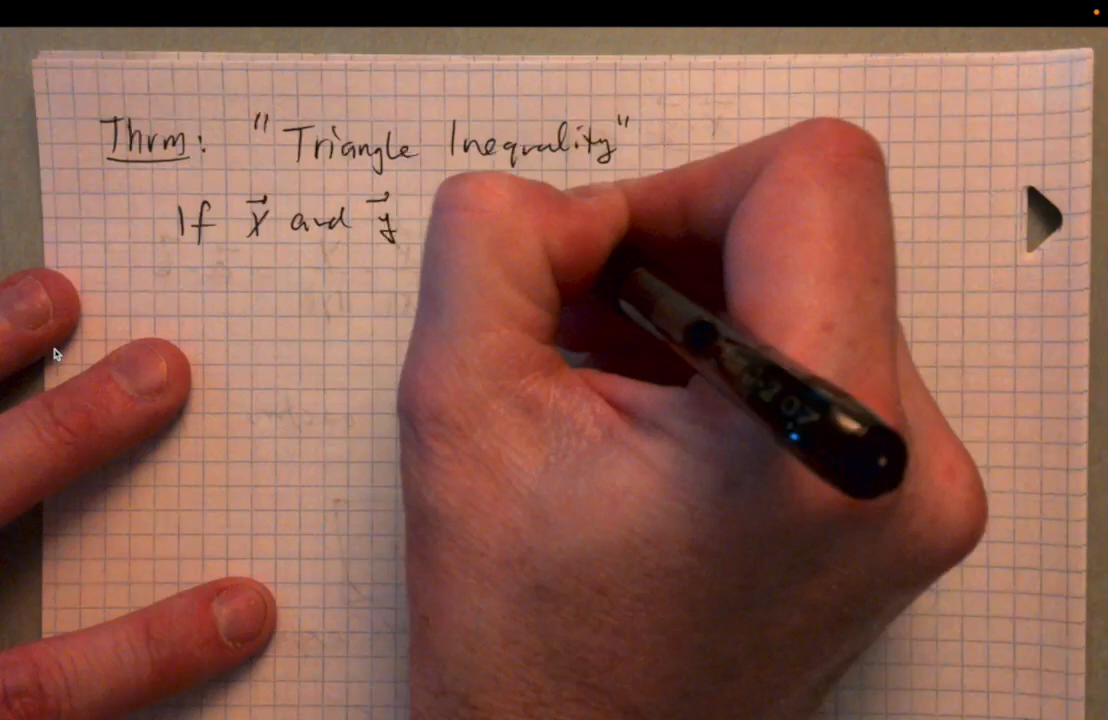 Thrm: "Triangle Inequality"
If x⃗ and y⃗